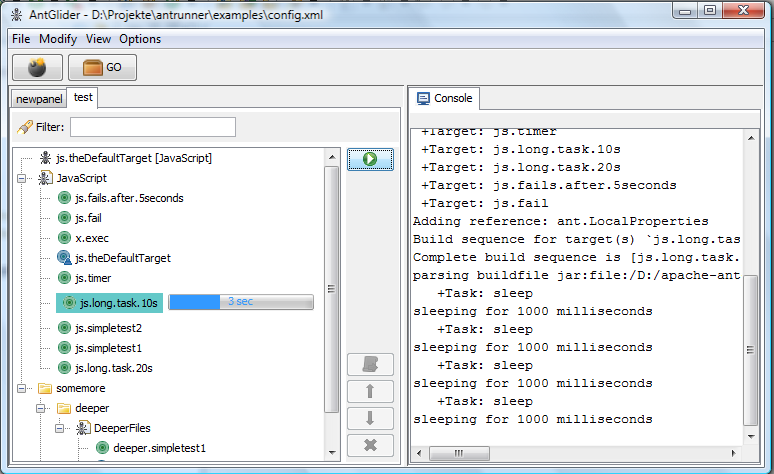 AntGlider - D:\Projekte\antrunner\examples\config.xml
File Modify View Options
GO
newpanel test
Filter:
js.theDefaultTarget [JavaScript]
JavaScript
js.fails.after.5seconds
js.fail
x.exec
js.theDefaultTarget
js.timer
js.long.task.10s 3 sec
js.simpletest2
js.simpletest1
js.long.task.20s
somemore
deeper
DeeperFiles
deeper.simpletest1
Console
+Target: js.timer
+Target: js.long.task.10s
+Target: js.long.task.20s
+Target: js.fails.after.5seconds
+Target: js.fail
Adding reference: ant.LocalProperties
Build sequence for target(s) `js.long.tas
Complete build sequence is [js.long.task.
parsing buildfile jar:file:/D:/apache-ant
+Task: sleep
sleeping for 1000 milliseconds
+Task: sleep
sleeping for 1000 milliseconds
+Task: sleep
sleeping for 1000 milliseconds
+Task: sleep
sleeping for 1000 milliseconds